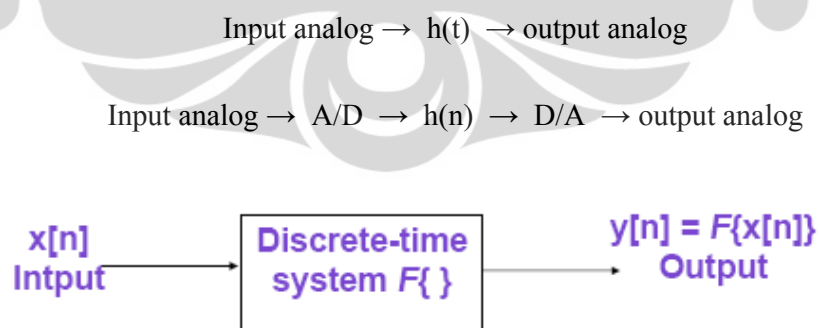 Input analog → h(t) → output analog
Input analog → A/D → h(n) → D/A → output analog
x[n]
Intput
Discrete-time
system F{ }
y[n] = F{x[n]}
Output